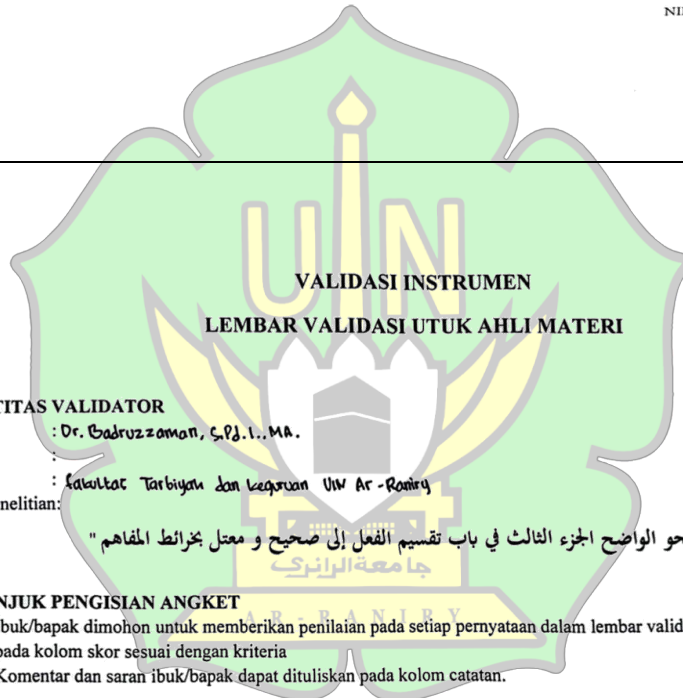 NI
UIN
VALIDASI INSTRUMEN
LEMBAR VALIDASI UTUK AHLI MATERI
TITAS VALIDATOR
: Dr. Badruzzaman, S.Pd.I., MA.
:
: Fakultas Tarbiyah dan Keguruan UIN Ar-Raniry
nelitian:
حو الواضح الجزء الثالث في باب تقسيم الفعل إلى صحيح و معتل بخرائط المفاهم "
جامعة الرانري
NJUK PENGISIAN ANGKET
A R - R A N I R Y
buk/bapak dimohon untuk memberikan penilaian pada setiap pernyataan dalam lembar valid
pada kolom skor sesuai dengan kriteria
Komentar dan saran ibuk/bapak dapat dituliskan pada kolom catatan.